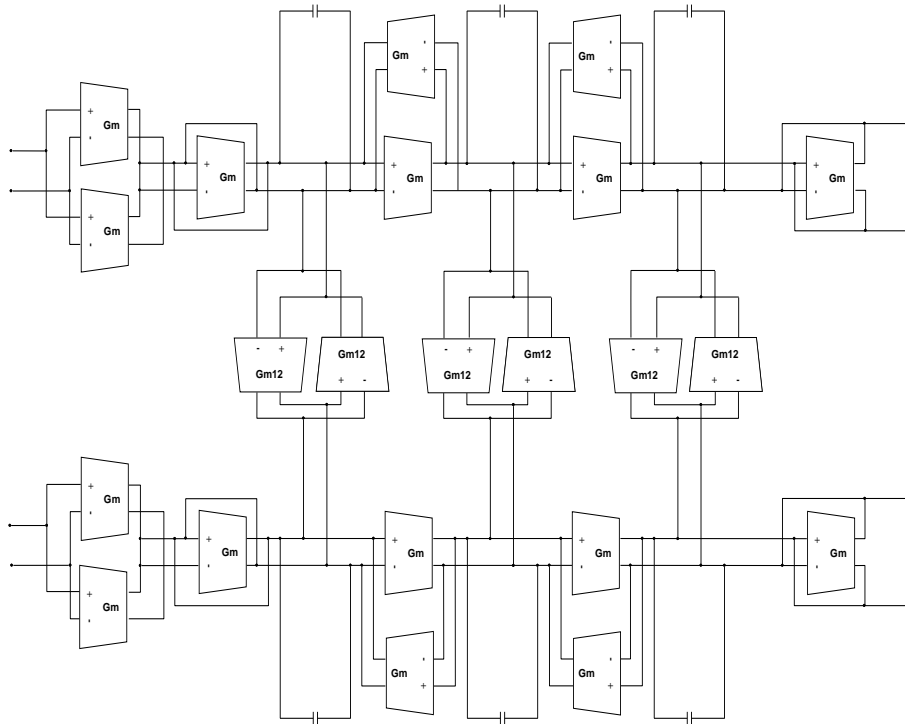 Gm - +
+ - Gm
+ - Gm
+ - Gm
+ - Gm
Gm - +
+ - Gm
+ - Gm
- + Gm12
Gm12 + -
- + Gm12
Gm12 + -
- + Gm12
Gm12 + -
+ - Gm
+ - Gm
+ - Gm
+ - Gm
+ - Gm
+ - Gm
Gm - +
Gm - +